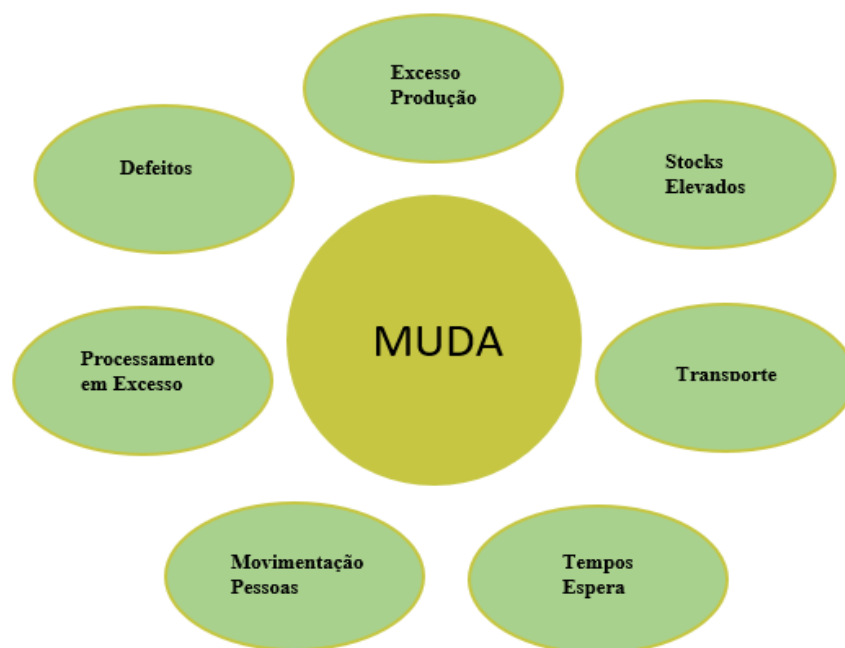 Excesso
Produção
Defeitos
Stocks
Elevados
MUDA
Processamento
em Excesso
Transporte
Movimentação
Pessoas
Tempos
Espera